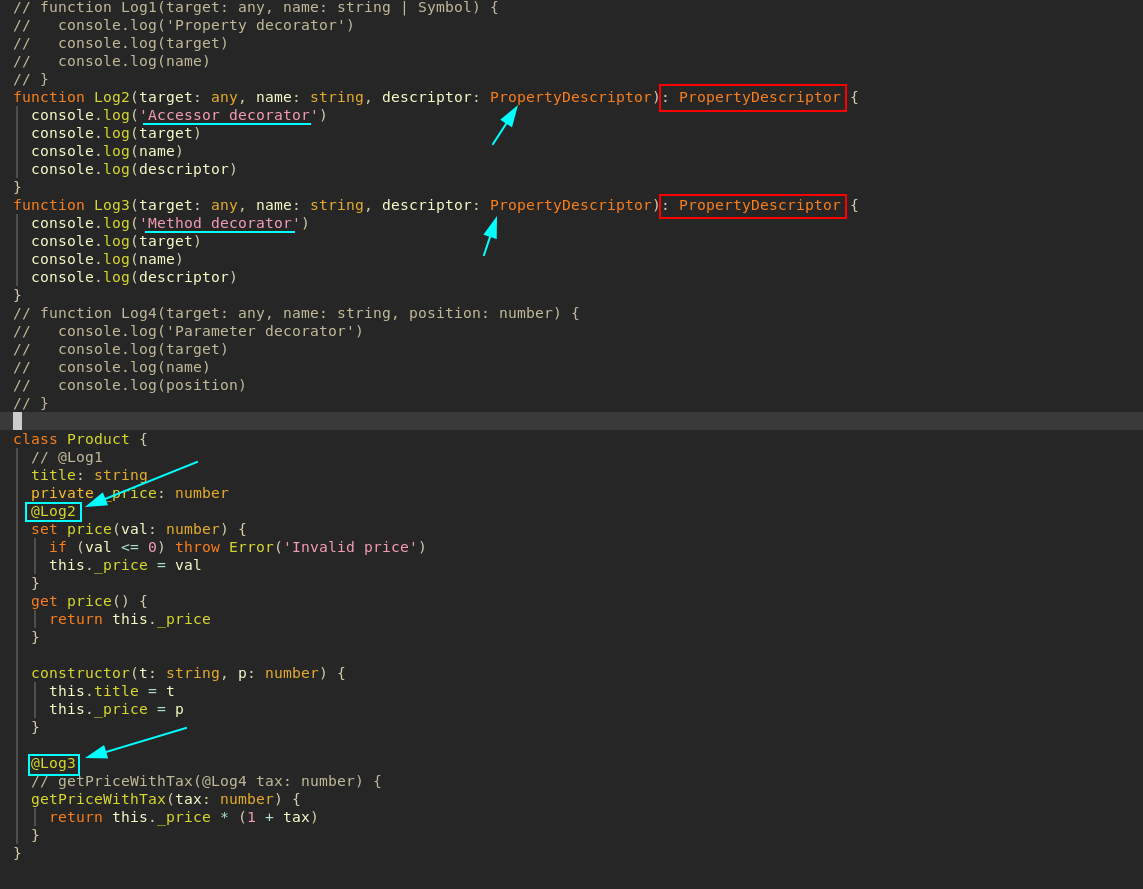 // function Log1(target: any, name: string | Symbol) {
//   console.log('Property decorator')
//   console.log(target)
//   console.log(name)
// }
function Log2(target: any, name: string, descriptor: PropertyDescriptor): PropertyDescriptor {
  console.log('Accessor decorator')
  console.log(target)
  console.log(name)
  console.log(descriptor)
}
function Log3(target: any, name: string, descriptor: PropertyDescriptor): PropertyDescriptor {
  console.log('Method decorator')
  console.log(target)
  console.log(name)
  console.log(descriptor)
}
// function Log4(target: any, name: string, position: number) {
//   console.log('Parameter decorator')
//   console.log(target)
//   console.log(name)
//   console.log(position)
// }
class Product {
  // @Log1
  title: string
  private _price: number
  @Log2
  set price(val: number) {
    if (val <= 0) throw Error('Invalid price')
    this._price = val
  }
  get price() {
    return this._price
  }
  constructor(t: string, p: number) {
    this.title = t
    this._price = p
  }
  @Log3
  // getPriceWithTax(@Log4 tax: number) {
  getPriceWithTax(tax: number) {
    return this._price * (1 + tax)
  }
}